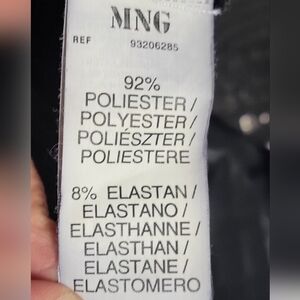 MNG
REF 93206285
92%
POLIESTER /
POLYESTER /
POLIÉSZTER /
POLIESTERE
8% ELASTAN /
ELASTANO /
ELASTHANNE /
ELASTHAN /
ELASTANE /
ELASTOMERO